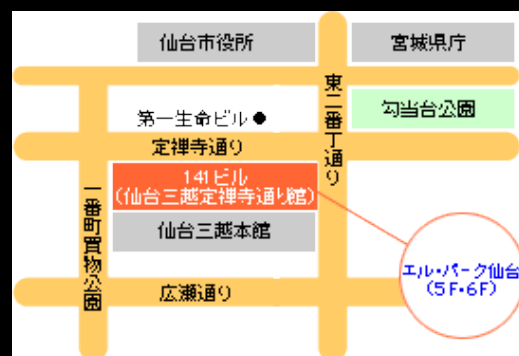 仙台市役所
宮城県庁
東二番丁通り
勾当台公園
第一生命ビル●
定禅寺通り
141ビル
(仙台三越定禅寺通り館)
一番町買物公園
仙台三越本館
エル・パーク仙台
(5F・6F)
広瀬通り